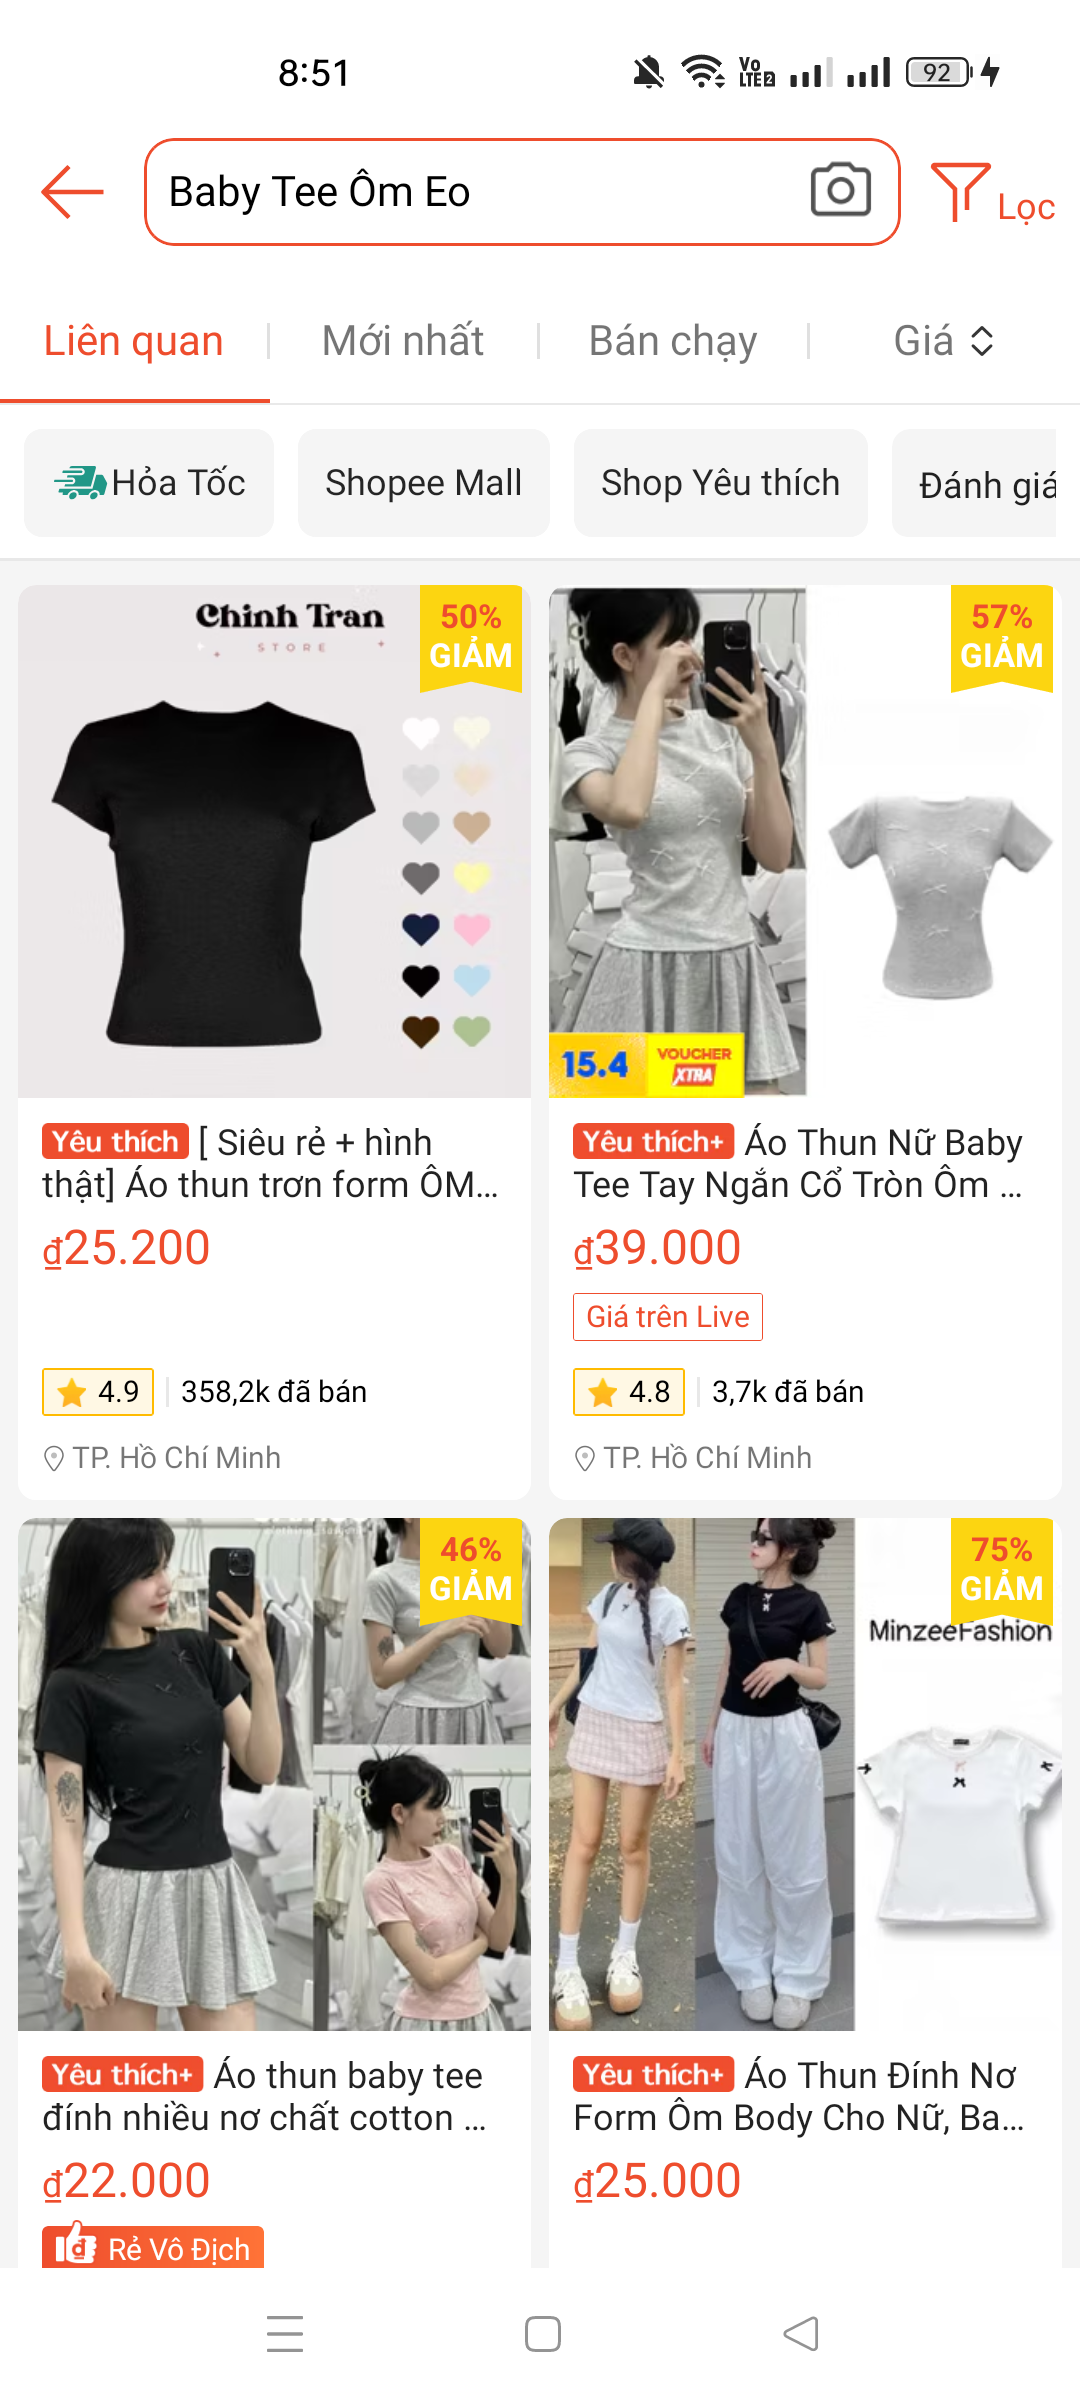 8:51
Vo
LTE2
92
Baby Tee Ôm Eo
Lọc
Liên quan
Mới nhất
Bán chạy
Giá
Hỏa Tốc
Shopee Mall
Shop Yêu thích
Đánh giá
Chinh Tran
STORE
50%
GIẢM
57%
GIẢM
15.4
VOUCHER
XTRA
Yêu thích [ Siêu rẻ + hình
thật] Áo thun trơn form ÔM...
₫25.200
4.9
358,2k đã bán
TP. Hồ Chí Minh
Yêu thích+ Áo Thun Nữ Baby
Tee Tay Ngắn Cổ Tròn Ôm ...
₫39.000
Giá trên Live
4.8
3,7k đã bán
TP. Hồ Chí Minh
46%
GIẢM
75%
GIẢM
MinzeeFashion
Yêu thích+ Áo thun baby tee
đính nhiều nơ chất cotton ...
₫22.000
Rẻ Vô Địch
Yêu thích+ Áo Thun Đính Nơ
Form Ôm Body Cho Nữ, Ba...
₫25.000